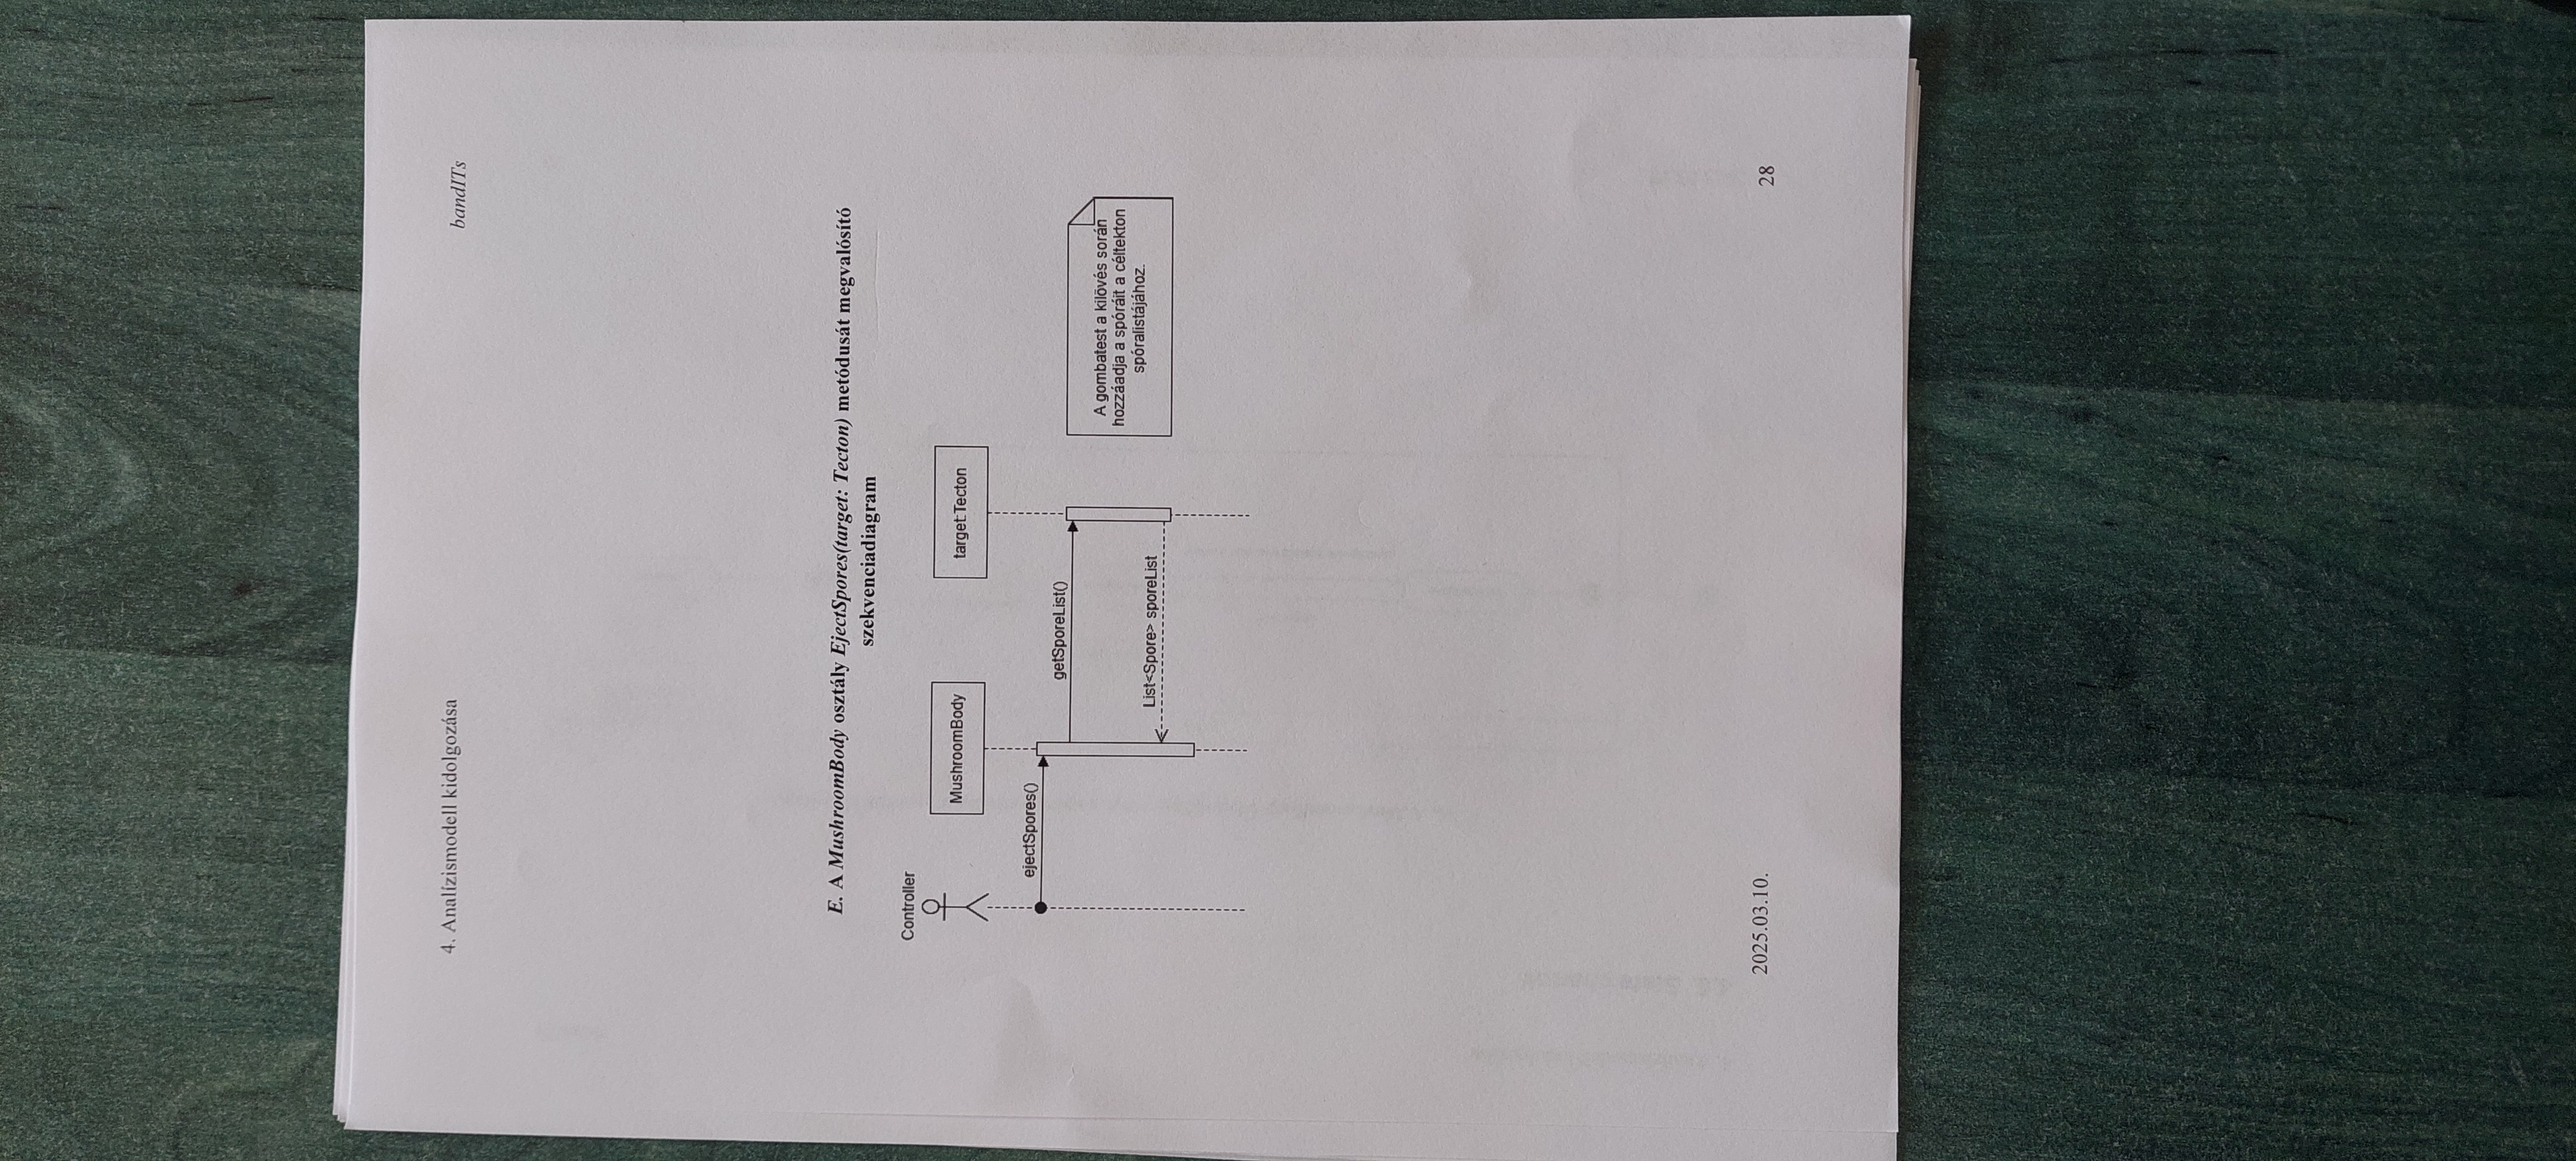 4. Analízismodell kidolgozása
bandITs
E. A MushroomBody osztály EjectSpores(target: Tecton) metódusát megvalósító
szekvenciadiagram
Controller
MushroomBody
target:Tecton
ejectSpores()
getSporeList()
List<Spore> sporeList
A gombatest a kilövés során
hozzáadja a spóráit a céltekton
spóralistájához.
2025.03.10.
28